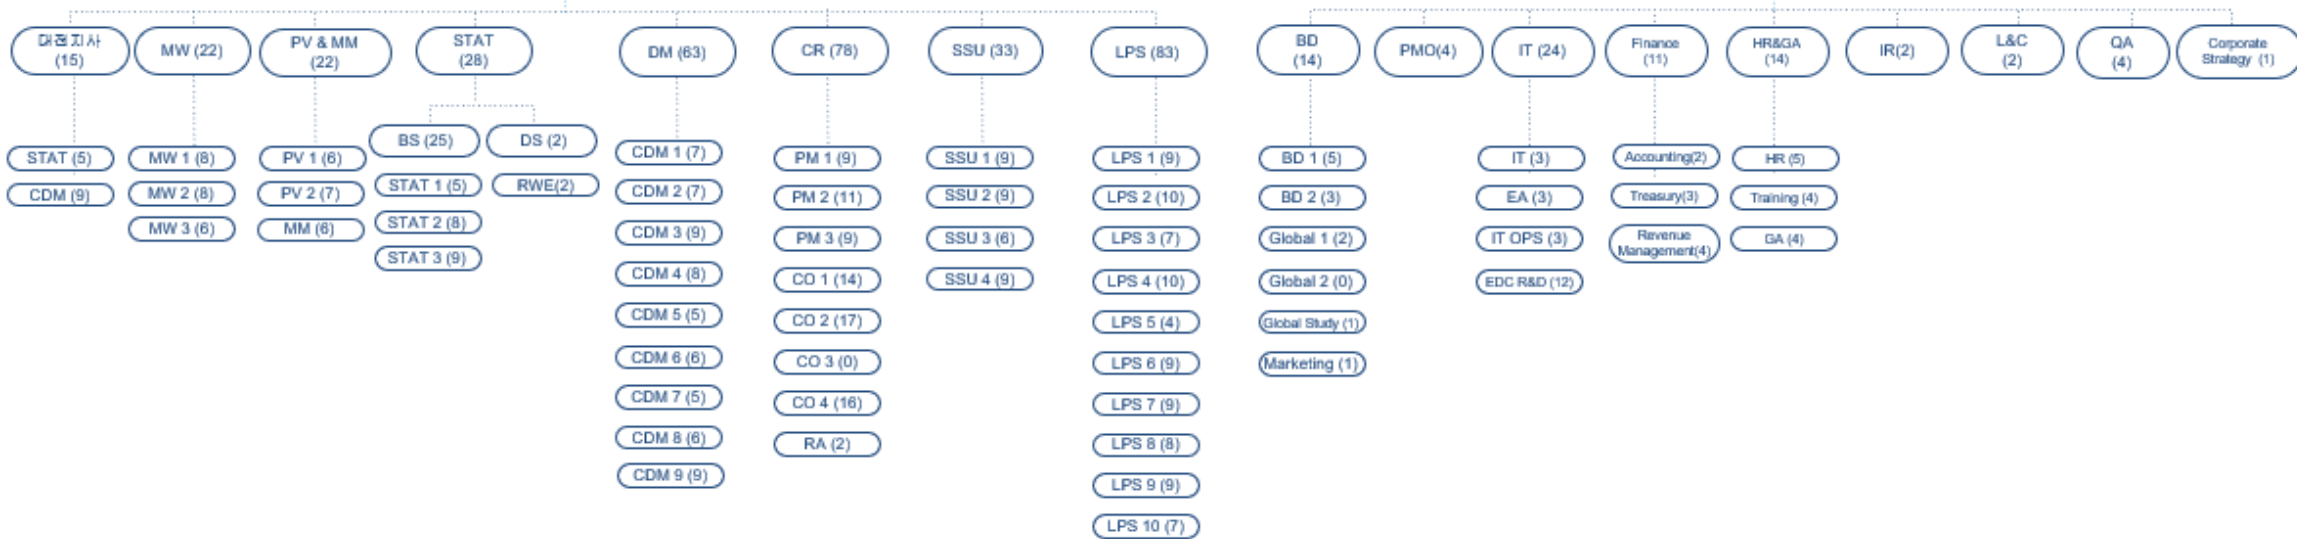 대전지사
(15)
MW (22)
PV & MM
(22)
STAT
(28)
DM (63)
CR (78)
SSU (33)
LPS (83)
BD
(14)
PMO(4)
IT (24)
Finance
(11)
HR&GA
(14)
IR(2)
L&C
(2)
QA
(4)
Corporate
Strategy (1)
STAT (5)
CDM (9)
MW 1 (8)
MW 2 (8)
MW 3 (6)
PV 1 (6)
PV 2 (7)
MM (6)
BS (25)
STAT 1 (5)
STAT 2 (8)
STAT 3 (9)
DS (2)
RWE(2)
CDM 1 (7)
CDM 2 (7)
CDM 3 (9)
CDM 4 (8)
CDM 5 (5)
CDM 6 (6)
CDM 7 (5)
CDM 8 (6)
CDM 9 (9)
PM 1 (9)
PM 2 (11)
PM 3 (9)
CO 1 (14)
CO 2 (17)
CO 3 (0)
CO 4 (16)
RA (2)
SSU 1 (9)
SSU 2 (9)
SSU 3 (6)
SSU 4 (9)
LPS 1 (9)
LPS 2 (10)
LPS 3 (7)
LPS 4 (10)
LPS 5 (4)
LPS 6 (9)
LPS 7 (9)
LPS 8 (8)
LPS 9 (9)
LPS 10 (7)
BD 1 (5)
BD 2 (3)
Global 1 (2)
Global 2 (0)
Global Study (1)
Marketing (1)
IT (3)
EA (3)
IT OPS (3)
EDC R&D (12)
Accounting(2)
Treasury(3)
Revenue
Management(4)
HR (5)
Training (4)
GA (4)